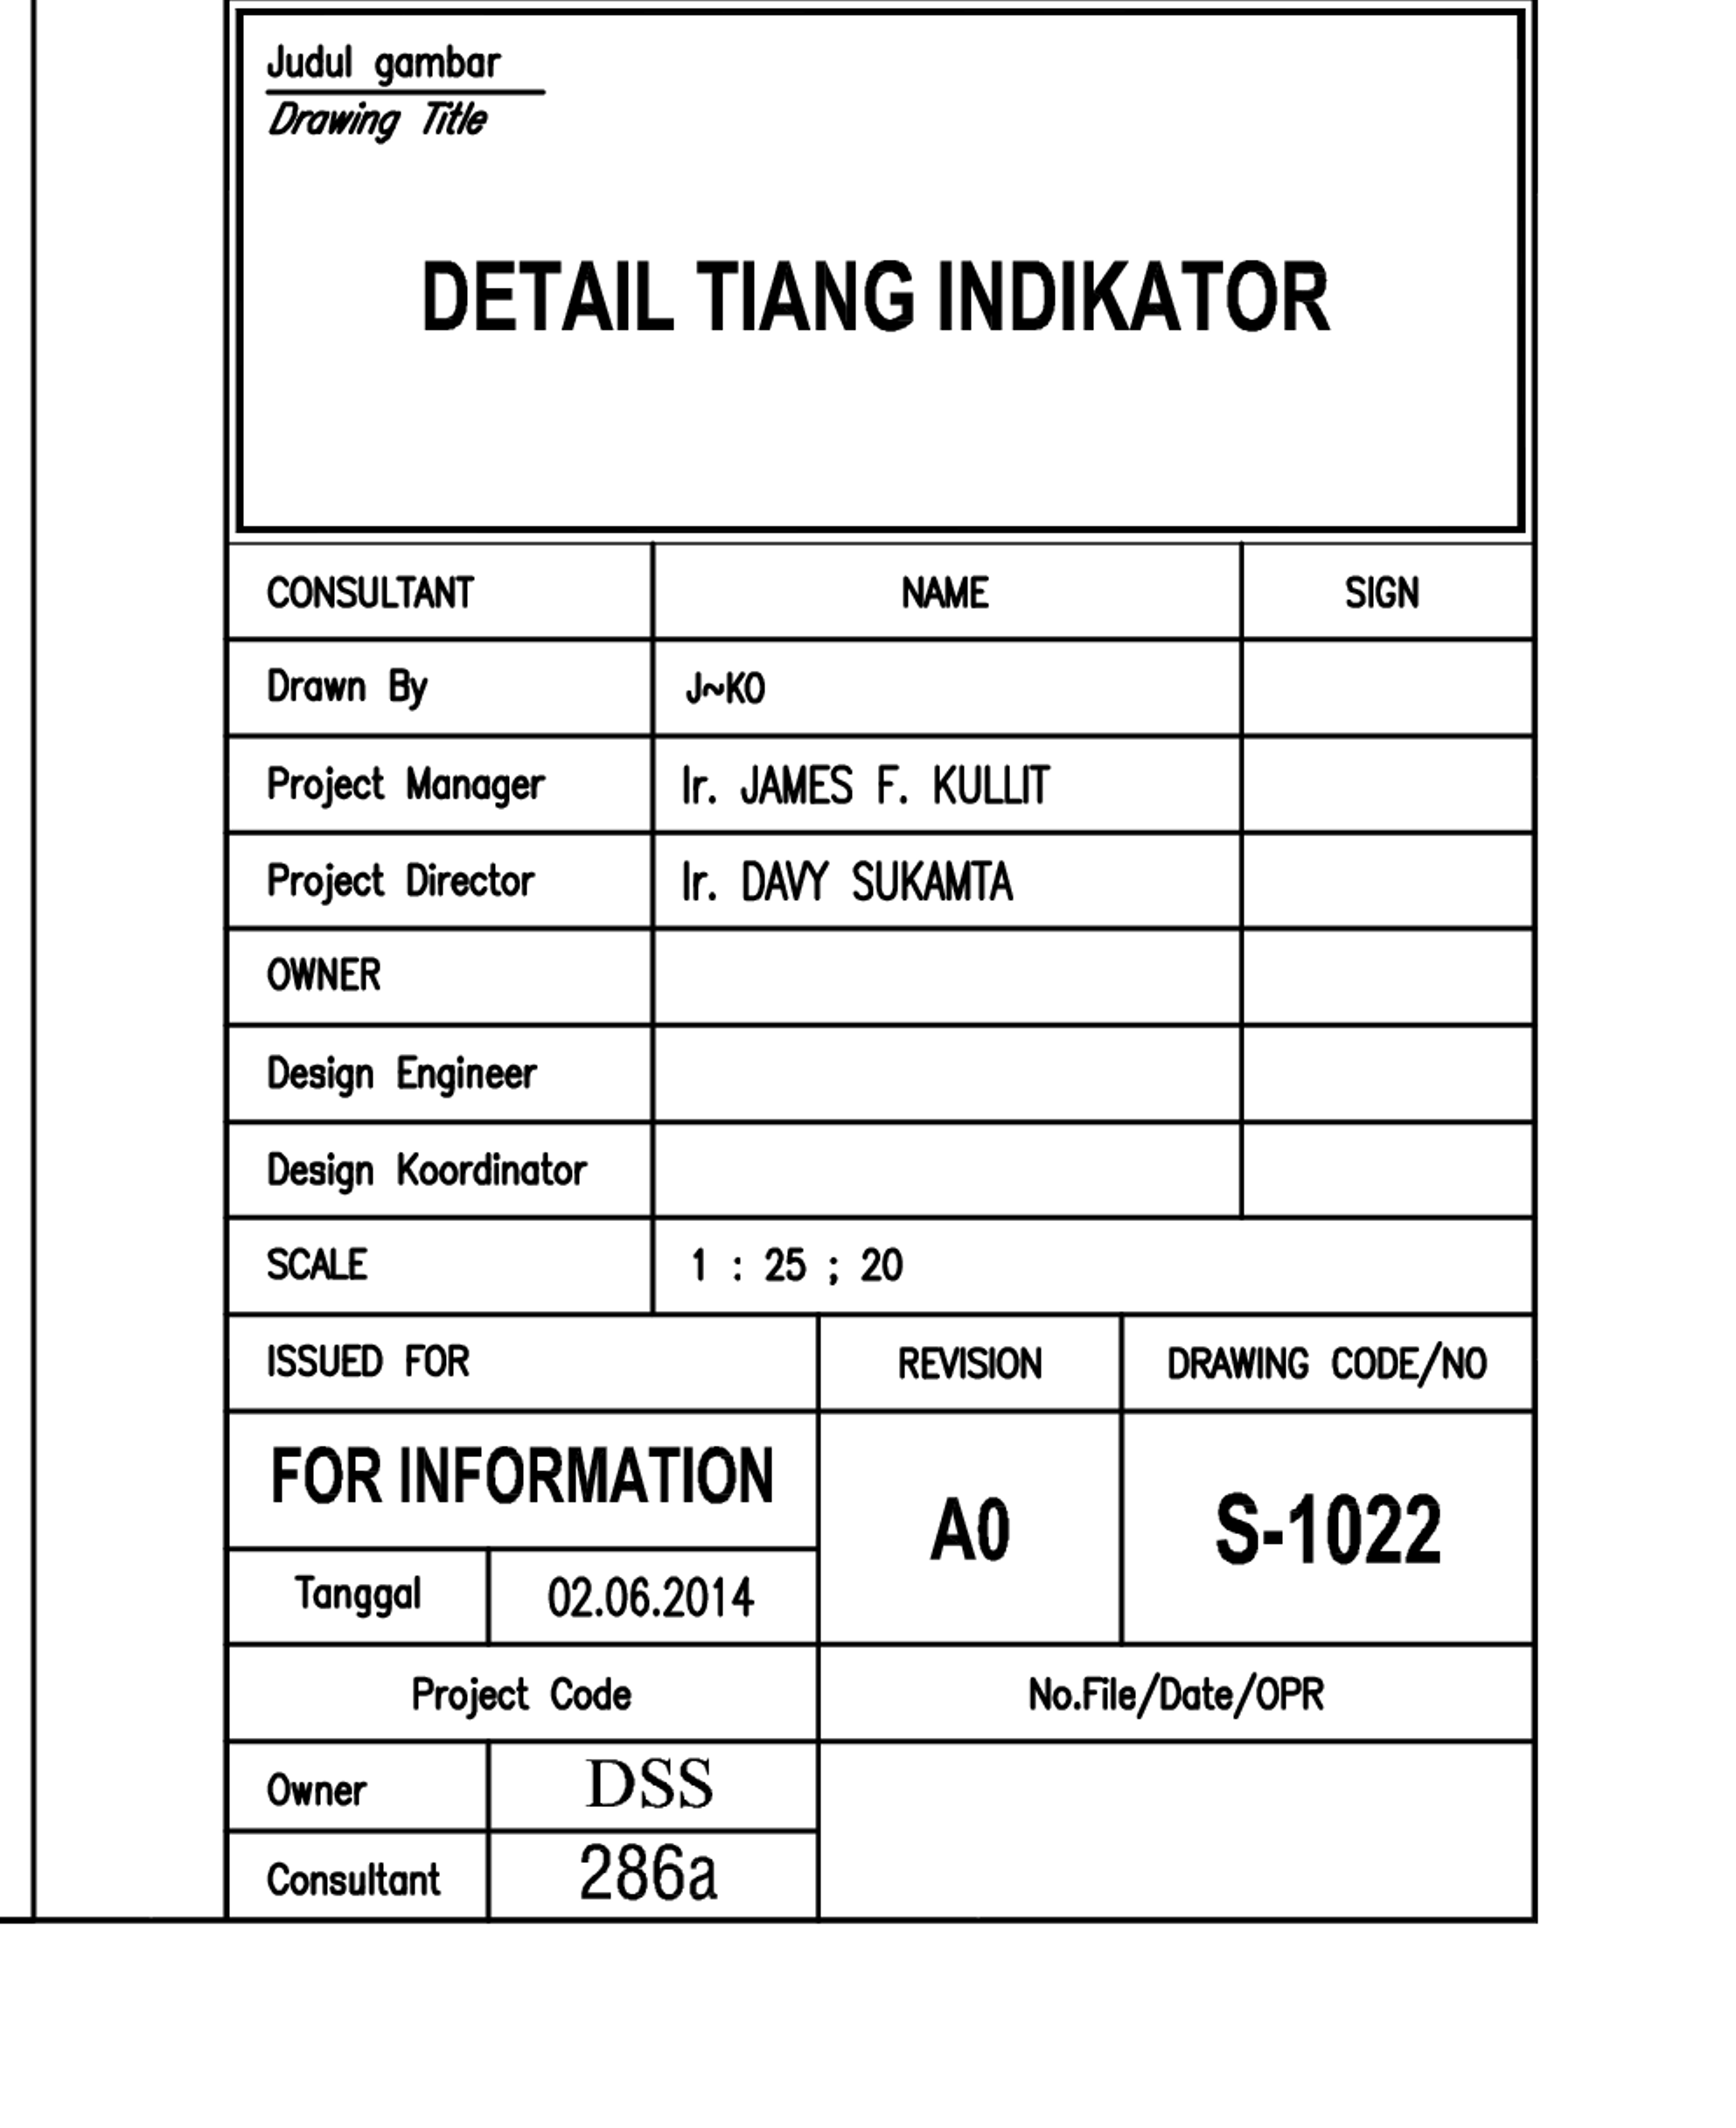 Judul gambar
Drawing Title
DETAIL TIANG INDIKATOR
CONSULTANT NAME SIGN
Drawn By J~KO
Project Manager Ir. JAMES F. KULLIT
Project Director Ir. DAVY SUKAMTA
OWNER
Design Engineer
Design Koordinator
SCALE 1 : 25 ; 20
ISSUED FOR REVISION DRAWING CODE/NO
FOR INFORMATION A0 S-1022
Tanggal 02.06.2014
Project Code No.File/Date/OPR
Owner DSS
Consultant 286a